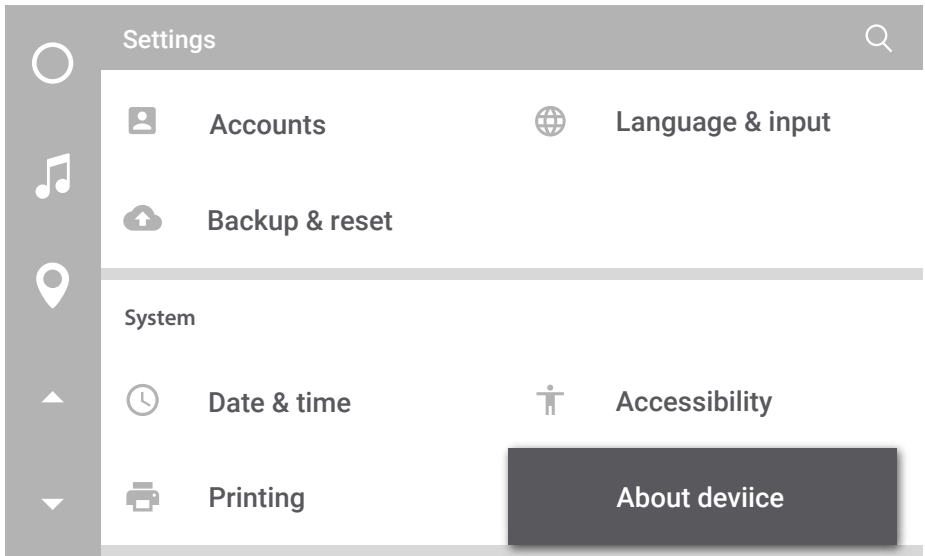 Settings
Accounts
Language & input
Backup & reset
System
Date & time
Accessibility
Printing
About deviice